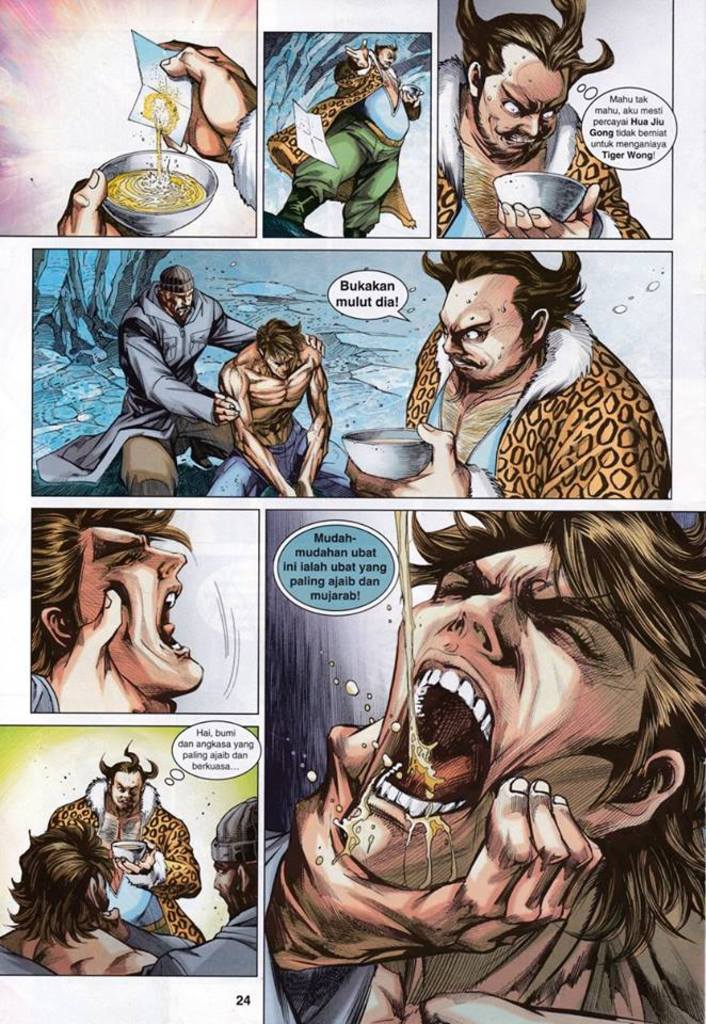 Mahu tak
mahu, aku mesti
percayai Hua Jiu
Gong tidak berniat
untuk menganiaya
Tiger Wong!
Bukakan
mulut dia!
Mudah-
mudahan ubat
ini ialah ubat yang
paling ajaib dan
mujarab!
Hai, bumi
dan angkasa yang
paling ajaib dan
berkuasa...
24